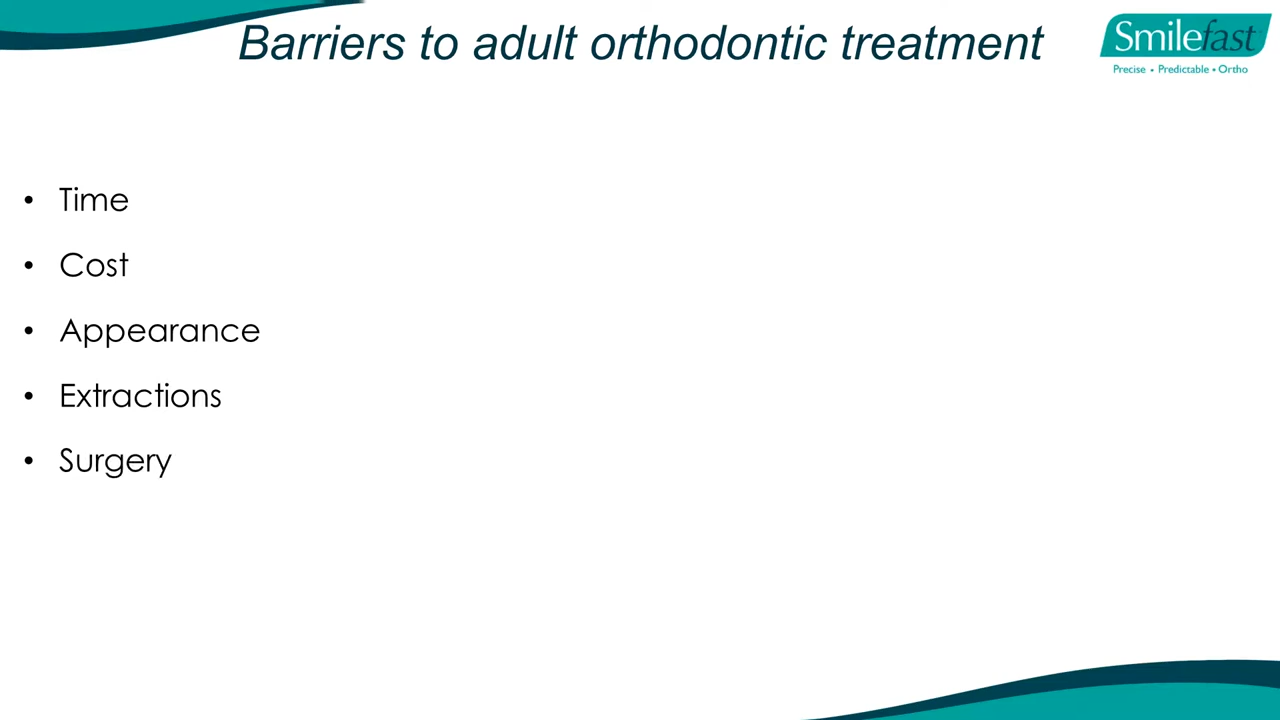 Barriers to adult orthodontic treatment
Smilefast
Precise • Predictable • Ortho
• Time
• Cost
• Appearance
• Extractions
• Surgery